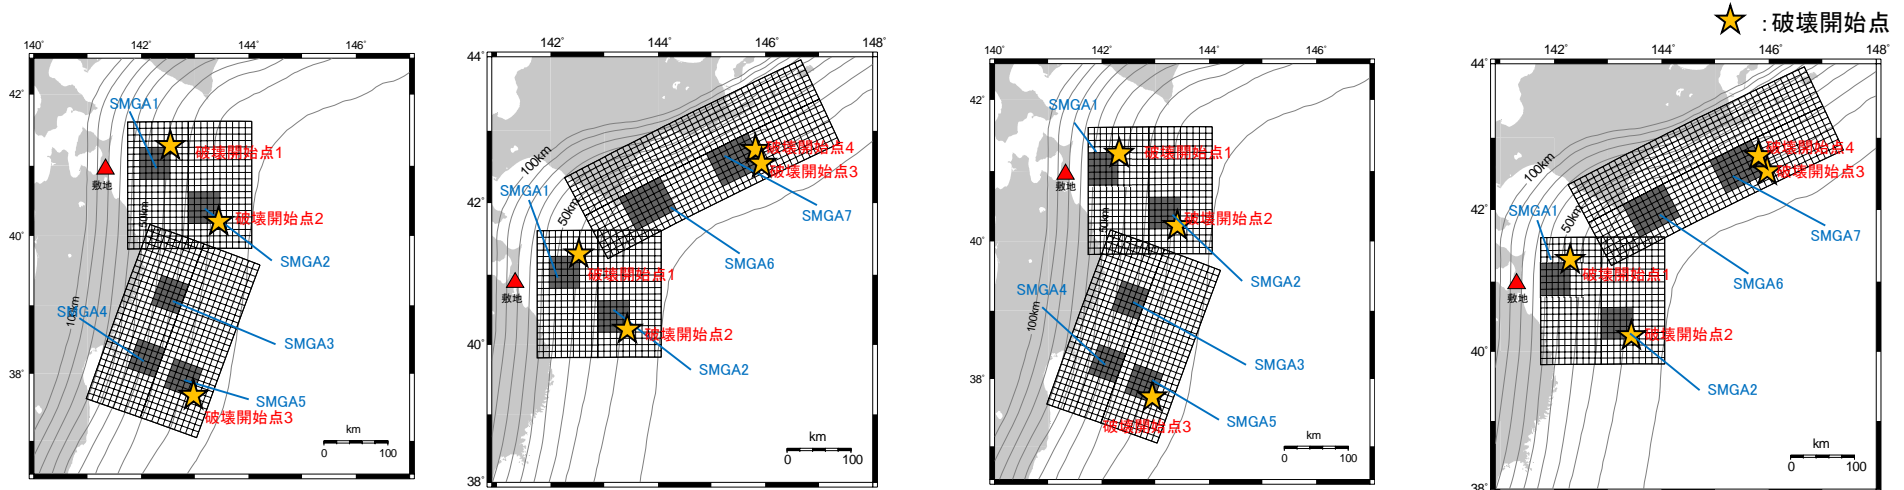 :破壊開始点
140°
142°
144°
146°
42°
40°
38°
SMGA1
破壊開始点1
敷地
50km
破壊開始点2
SMGA2
SMGA4
100km
SMGA3
SMGA5
破壊開始点3
km
0 100
142°
144°
146°
148°
44°
42°
40°
38°
100km
破壊開始点4
破壊開始点3
SMGA1
50km
SMGA7
SMGA6
破壊開始点1
敷地
破壊開始点2
SMGA2
km
0 100
140°
142°
144°
146°
42°
40°
38°
SMGA1
破壊開始点1
敷地
50km
破壊開始点2
SMGA2
SMGA4
100km
SMGA3
SMGA5
破壊開始点3
km
0 100
142°
144°
146°
148°
44°
42°
40°
38°
100km
破壊開始点4
破壊開始点3
SMGA1
50km
SMGA7
SMGA6
破壊開始点1
敷地
破壊開始点2
SMGA2
km
0 100